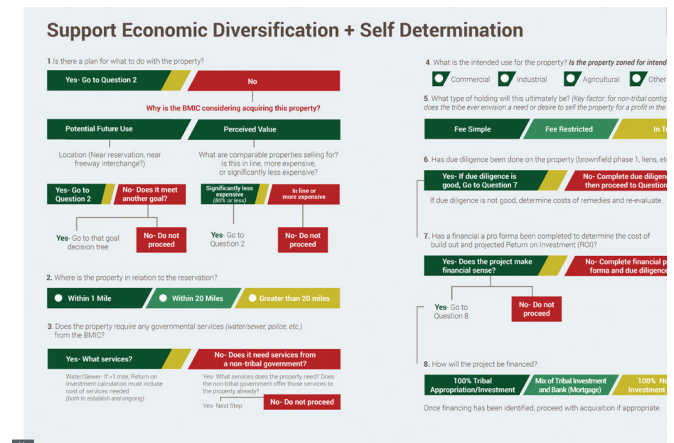 Support Economic Diversification + Self Determination
1. Is there a plan for what to do with the property?
Yes- Go to Question 2
No
Why is the BMIC considering acquiring this property?
Potential Future Use
Perceived Value
Location (Near reservation, near
freeway interchange?)
What are comparable properties selling for?
Is this in line, more expensive,
or significantly less expensive?
Yes- Go to
Question 2
No- Does it meet
another goal?
Significantly less
expensive
(80% or less)
In line or
more expensive
Yes- Go to that goal
decision tree
No- Do not
proceed
Yes- Go to
Question 2
No- Do not
proceed
2. Where is the property in relation to the reservation?
Within 1 Mile
Within 20 Miles
Greater than 20 miles
3. Does the property require any governmental services (water/sewer, police, etc.)
from the BMIC?
Yes- What services?
No- Does it need services from
a non-tribal government?
Water/Sewer- If >1 mile, Return on
Investment calculation must include
cost of services needed
(both to establish and ongoing)
Yes- What services does the property need? Does
the non-tribal government offer those services to
the property already?
Yes- Next Step
No- Do not proceed
4. What is the intended use for the property? Is the property zoned for intend
Commercial
Industrial
Agricultural
Other
5. What type of holding will this ultimately be? (Key factor: for non-tribal contig
does the tribe ever envision a need or desire to sell the property for a profit in the
Fee Simple
Fee Restricted
In Tr
6. Has due diligence been done on the property (brownfield phase 1, liens, etc
Yes- If due diligence is
good, Go to Question 7
No- Complete due diligen
then proceed to Question
If due diligence is not good, determine costs of remedies and re-evaluate.
7. Has a financial a pro forma been completed to determine the cost of
build out and projected Return on Investment (ROI)?
Yes- Does the project make
financial sense?
No- Complete financial p
forma and due diligence
Yes- Go to
Question 8
No- Do not
proceed
8. How will the project be financed?
100% Tribal
Appropriation/Investment
Mix of Tribal Investment
and Bank (Mortgage)
100% No
Investment
Once financing has been identified, proceed with acquisition if appropriate.